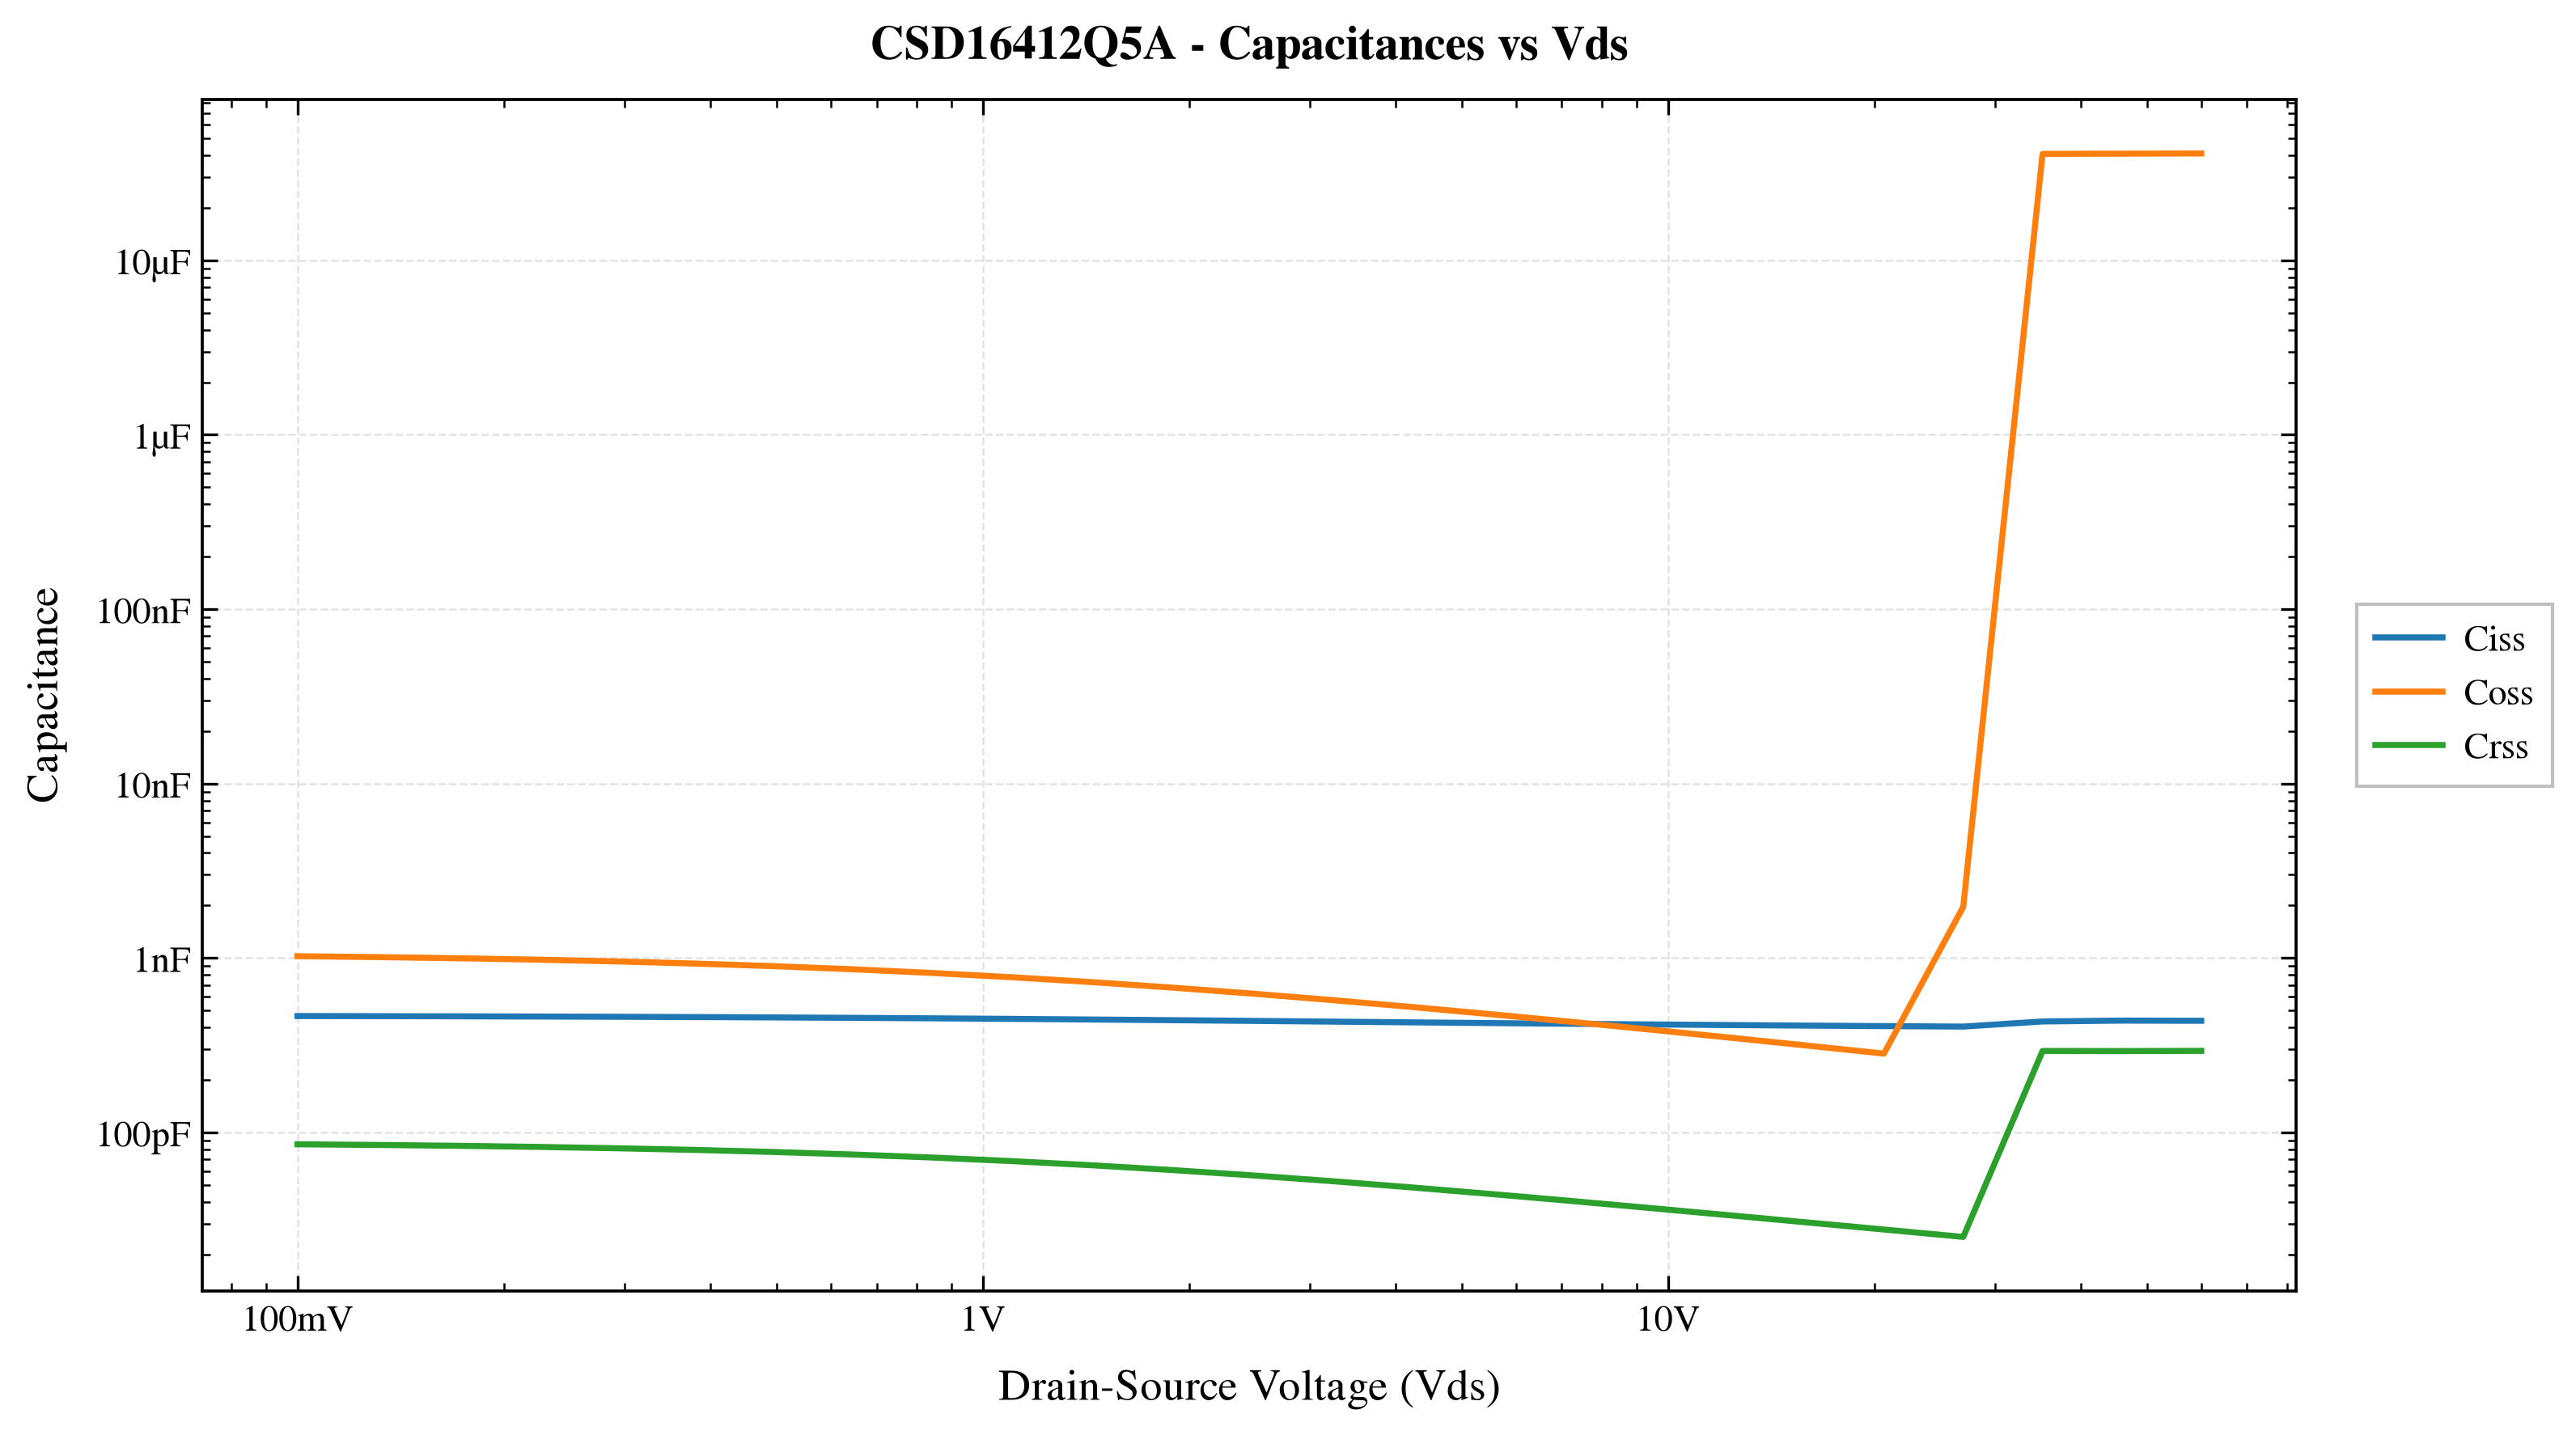 CSD16412Q5A - Capacitances vs Vds
Capacitance
10µF
1µF
100nF
10nF
1nF
100pF
100mV
1V
10V
Drain-Source Voltage (Vds)
Ciss
Coss
Crss